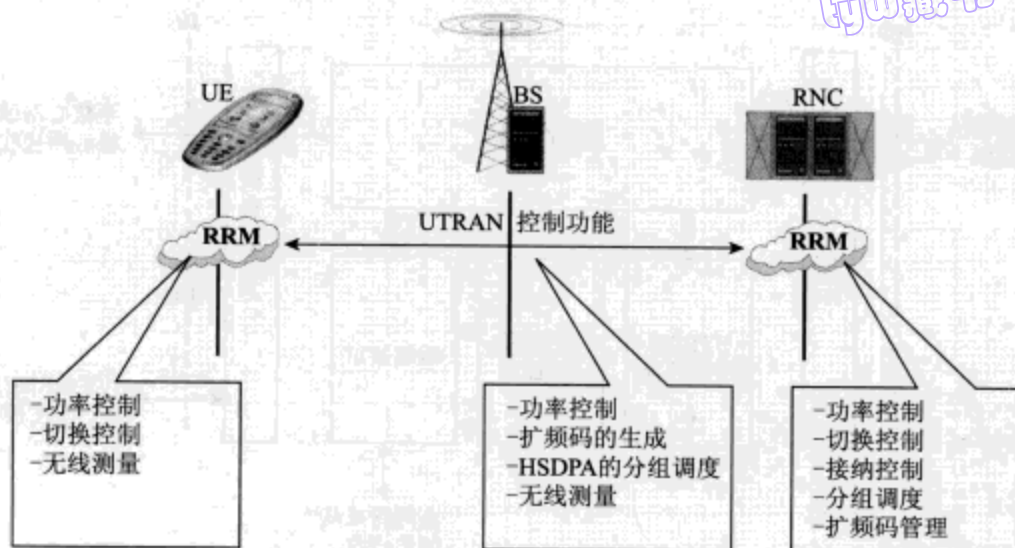 UE
BS
RNC
UTRAN 控制功能
RRM
RRM
-功率控制
-切换控制
-无线测量
-功率控制
-扩频码的生成
-HSDPA的分组调度
-无线测量
-功率控制
-切换控制
-接纳控制
-分组调度
-扩频码管理